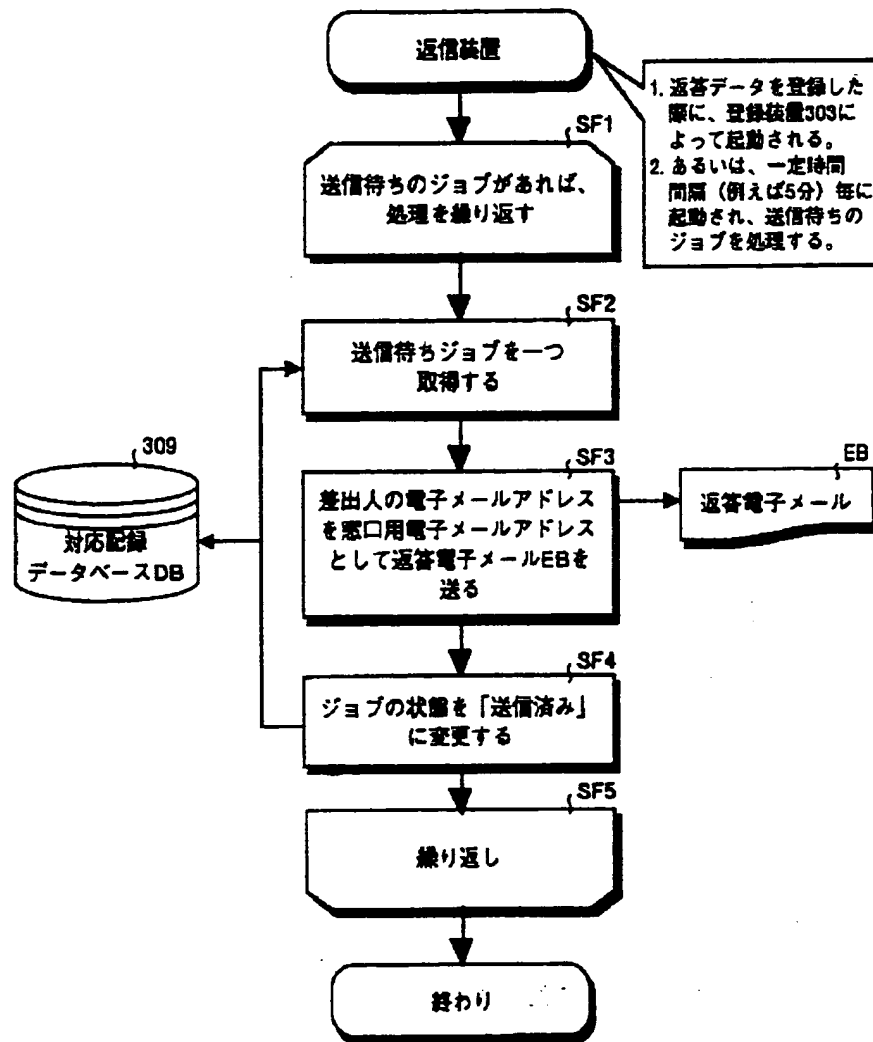 返信装置
1. 返答データを登録した
際に、登録装置303に
よって起動される。
2. あるいは、一定時間
間隔（例えば5分）毎に
起動され、送信待ちの
ジョブを処理する。
SF1
送信待ちのジョブがあれば、
処理を繰り返す
SF2
送信待ちジョブを一つ
取得する
309
対応記録
データベースDB
SF3
差出人の電子メールアドレス
を窓口用電子メールアドレス
として返答電子メールEBを
送る
EB
返答電子メール
SF4
ジョブの状態を「送信済み」
に変更する
SF5
繰り返し
終わり